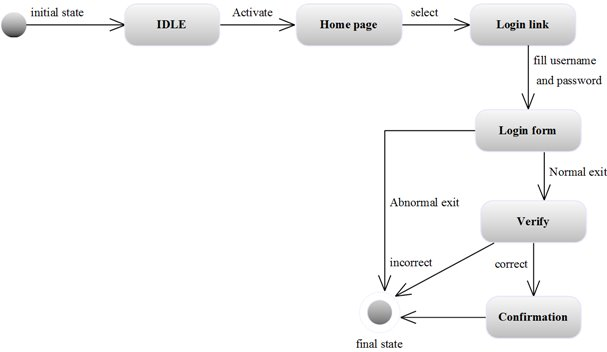 initial state
IDLE
Activate
Home page
select
Login link
fill username
and password
Login form
Normal exit
Abnormal exit
Verify
incorrect
correct
Confirmation
final state